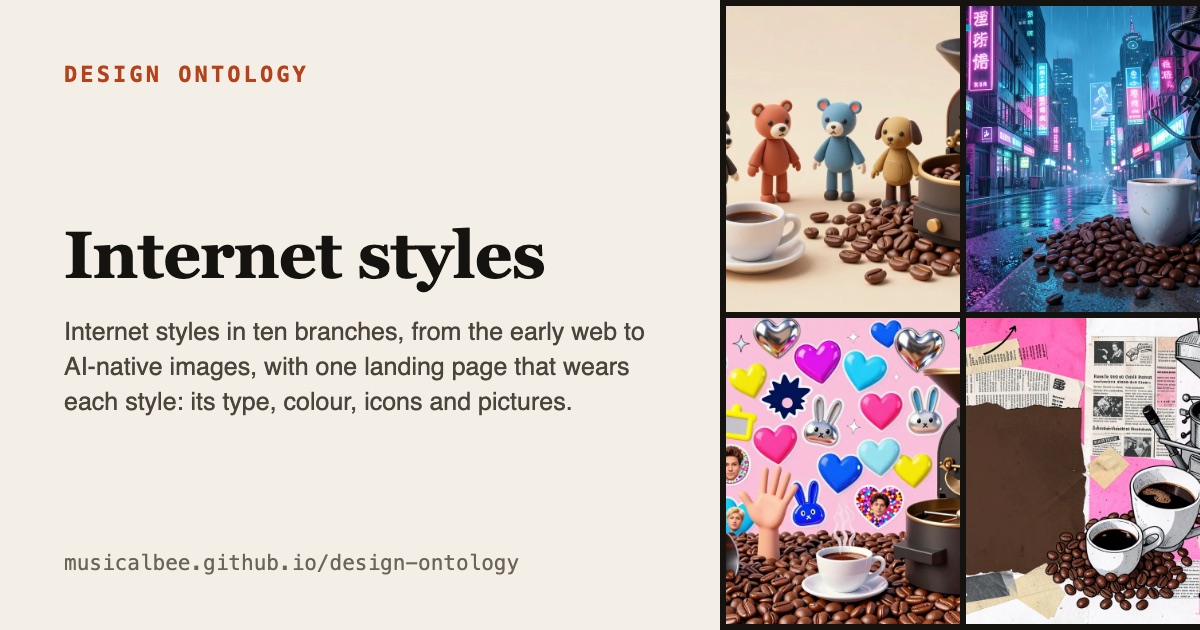 DESIGN ONTOLOGY
Internet styles
Internet styles in ten branches, from the early web to
AI-native images, with one landing page that wears
each style: its type, colour, icons and pictures.
musicalbee.github.io/design-ontology